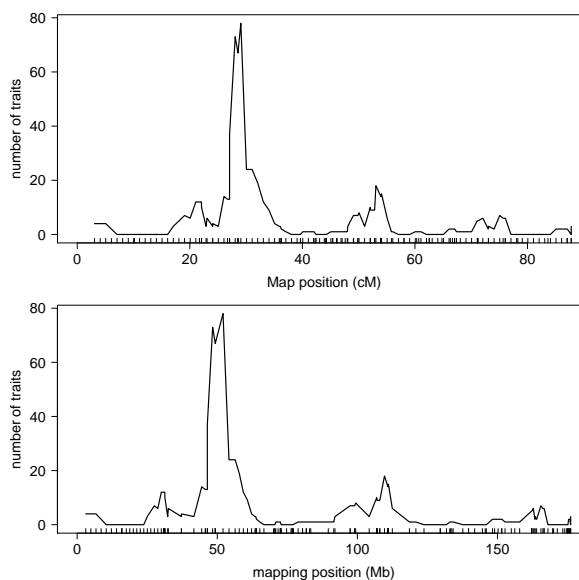 80
60
40
20
0
number of traits
0 20 40 60 80
Map position (cM)
80
60
40
20
0
number of traits
0 50 100 150
mapping position (Mb)